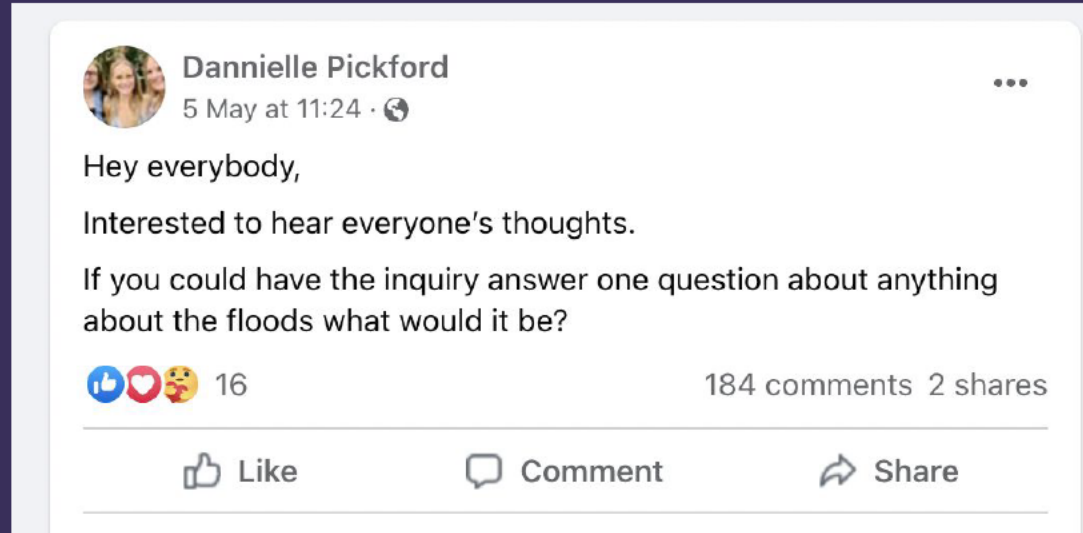 Dannielle Pickford
5 May at 11:24 ·
Hey everybody,
Interested to hear everyone's thoughts.
If you could have the inquiry answer one question about anything
about the floods what would it be?
16
184 comments 2 shares
Like Comment Share